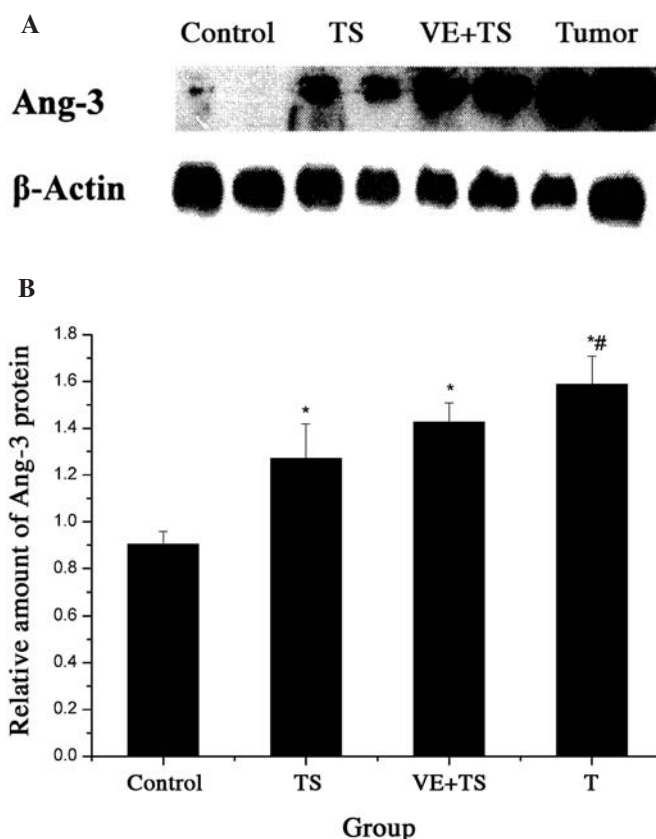 A
Control TS VE+TS Tumor
Ang-3
β-Actin
B
Relative amount of Ang-3 protein
1.8
1.6
1.4
1.2
1.0
0.8
0.6
0.4
0.2
0.0
*
*
*#
Control TS VE+TS T
Group